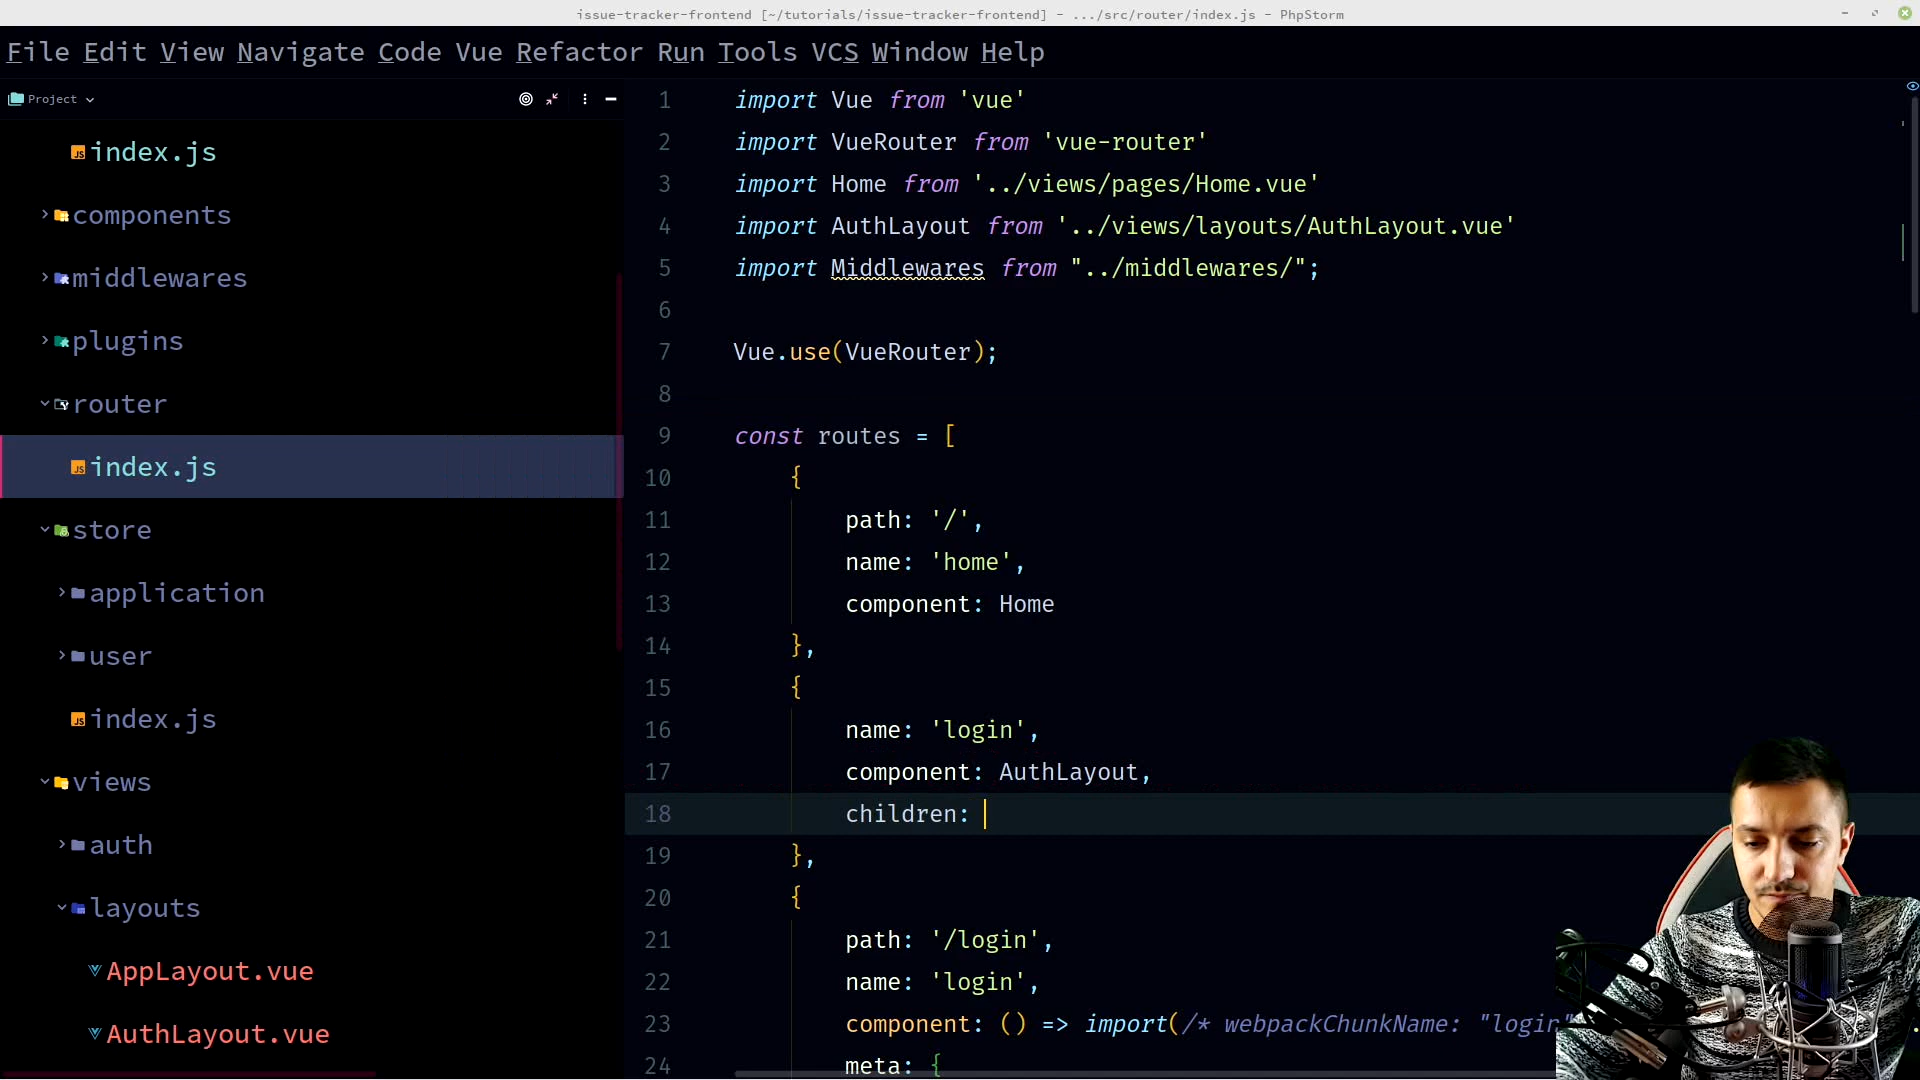 issue-tracker-frontend [~/tutorials/issue-tracker-frontend] - .../src/router/index.js - PhpStorm
File Edit View Navigate Code Vue Refactor Run Tools VCS Window Help
Project
index.js
components
middlewares
plugins
router
index.js
store
application
user
index.js
views
auth
layouts
AppLayout.vue
AuthLayout.vue
1 import Vue from 'vue'
2 import VueRouter from 'vue-router'
3 import Home from '../views/pages/Home.vue'
4 import AuthLayout from '../views/layouts/AuthLayout.vue'
5 import Middlewares from "../middlewares/";
6
7 Vue.use(VueRouter);
8
9 const routes = [
10 {
11 path: '/',
12 name: 'home',
13 component: Home
14 },
15 {
16 name: 'login',
17 component: AuthLayout,
18 children:
19 },
20 {
21 path: '/login',
22 name: 'login',
23 component: () => import(/* webpackChunkName: "login"
24 meta: {